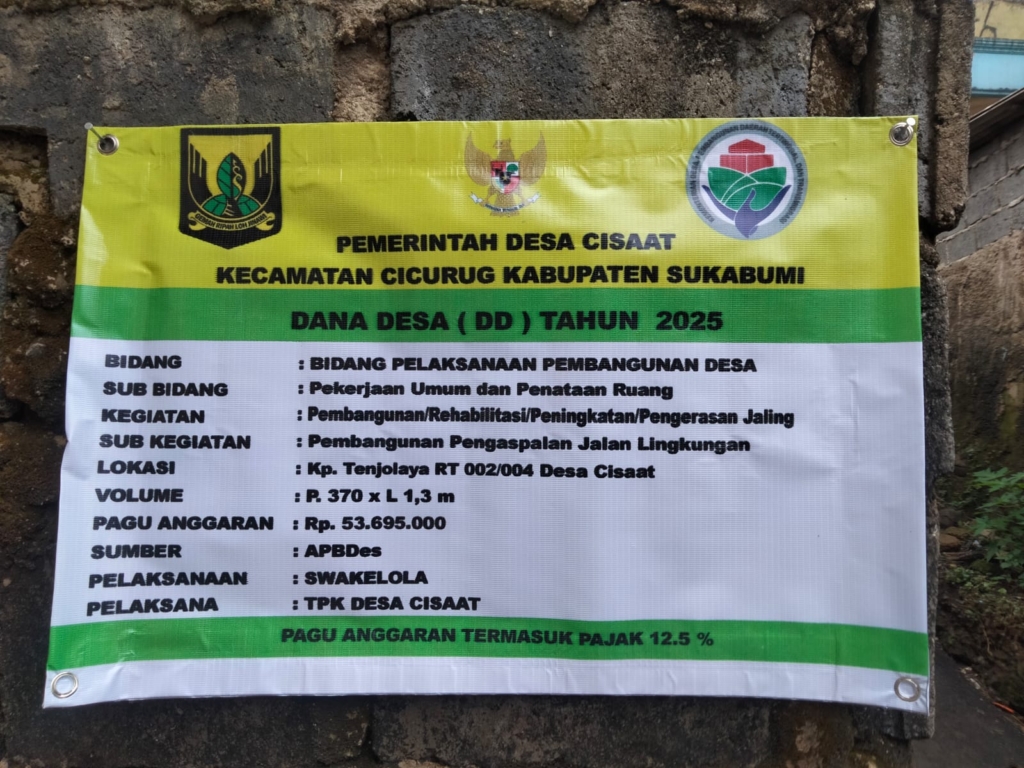 GEMAH RIPAH LOH JINAWI
PEMERINTAH DESA CISAAT
KECAMATAN CICURUG KABUPATEN SUKABUMI
DANA DESA ( DD ) TAHUN 2025
BIDANG : BIDANG PELAKSANAAN PEMBANGUNAN DESA
SUB BIDANG : Pekerjaan Umum dan Penataan Ruang
KEGIATAN : Pembangunan/Rehabilitasi/Peningkatan/Pengerasan Jaling
SUB KEGIATAN : Pembangunan Pengaspalan Jalan Lingkungan
LOKASI : Kp. Tenjolaya RT 002/004 Desa Cisaat
VOLUME : P. 370 x L 1,3 m
PAGU ANGGARAN : Rp. 53.695.000
SUMBER : APBDes
PELAKSANAAN : SWAKELOLA
PELAKSANA : TPK DESA CISAAT
PAGU ANGGARAN TERMASUK PAJAK 12.5 %